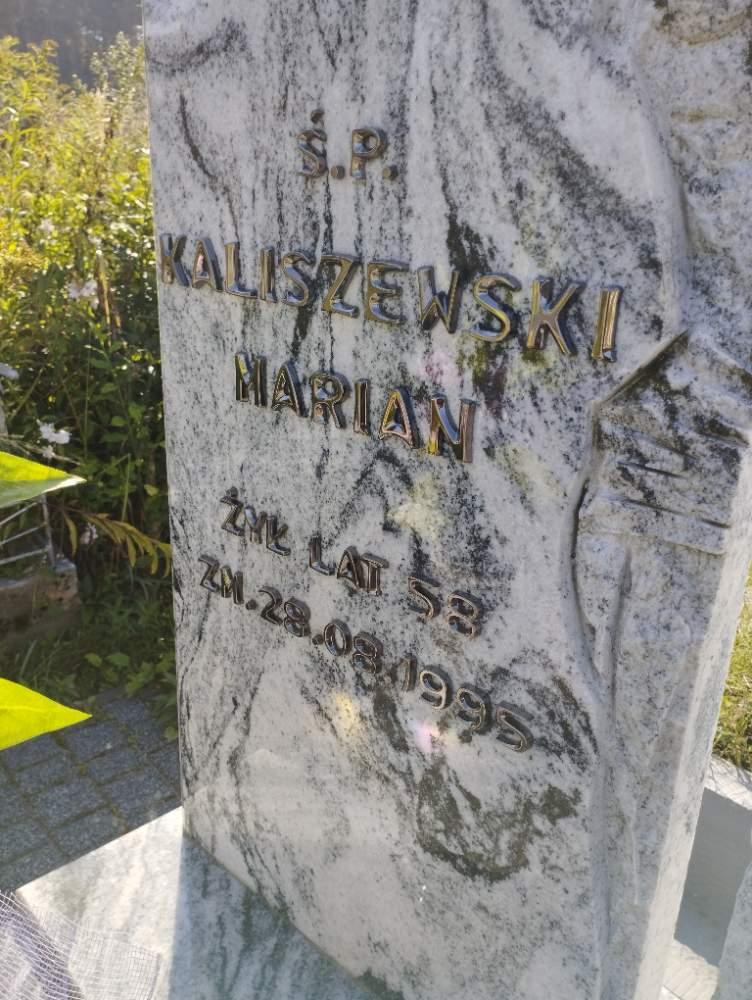 Ś.P.
KALISZEWSKI
MARIAN
ŻYŁ LAT 58
ZM.28.08.1995